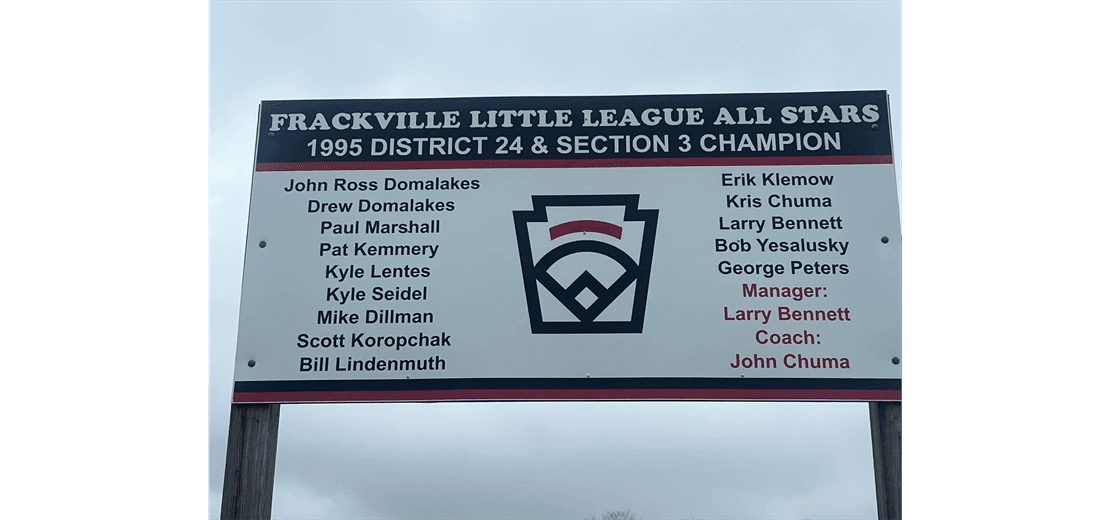 FRACKVILLE LITTLE LEAGUE ALL STARS
1995 DISTRICT 24 & SECTION 3 CHAMPION
John Ross Domalakes
Drew Domalakes
Paul Marshall
Pat Kemmery
Kyle Lentes
Kyle Seidel
Mike Dillman
Scott Koropchak
Bill Lindenmuth
Erik Klemow
Kris Chuma
Larry Bennett
Bob Yesalusky
George Peters
Manager:
Larry Bennett
Coach:
John Chuma